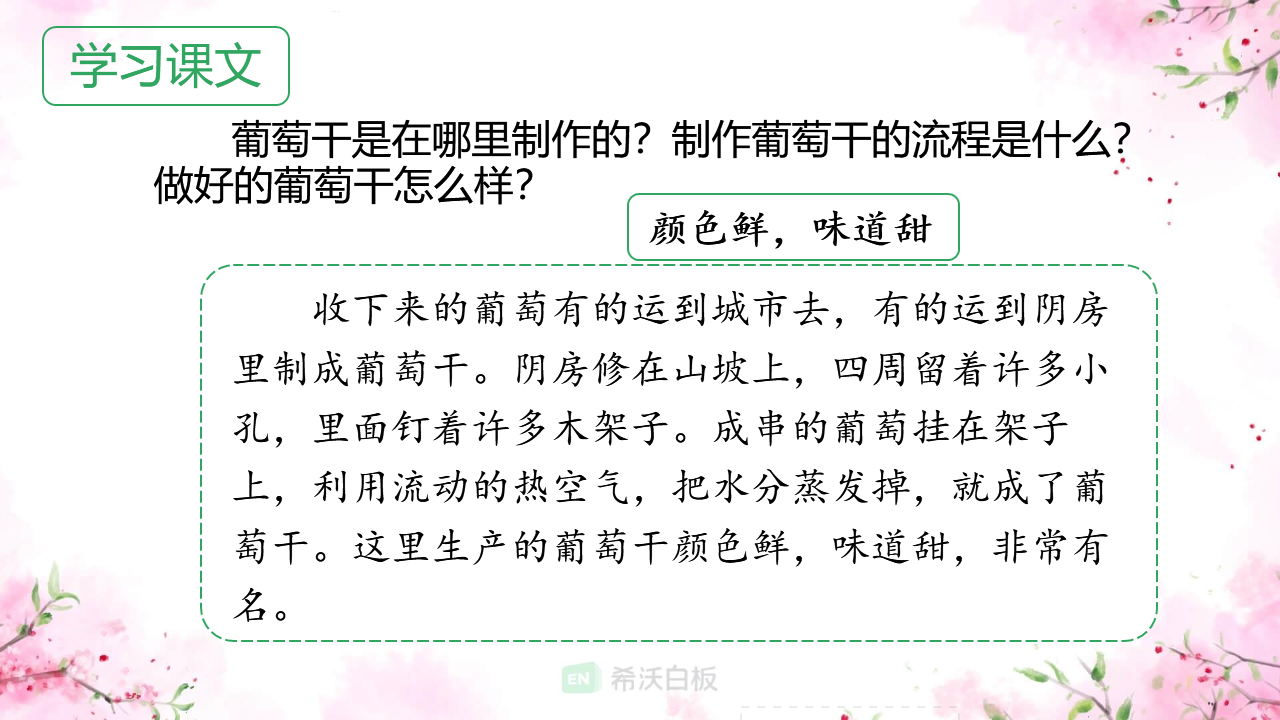 学习课文
葡萄干是在哪里制作的？制作葡萄干的流程是什么？
做好的葡萄干怎么样？
颜色鲜，味道甜
收下来的葡萄有的运到城市去，有的运到阴房
里制成葡萄干。阴房修在山坡上，四周留着许多小
孔，里面钉着许多木架子。成串的葡萄挂在架子
上，利用流动的热空气，把水分蒸发掉，就成了葡
萄干。这里生产的葡萄干颜色鲜，味道甜，非常有
名。
EN 希沃白板